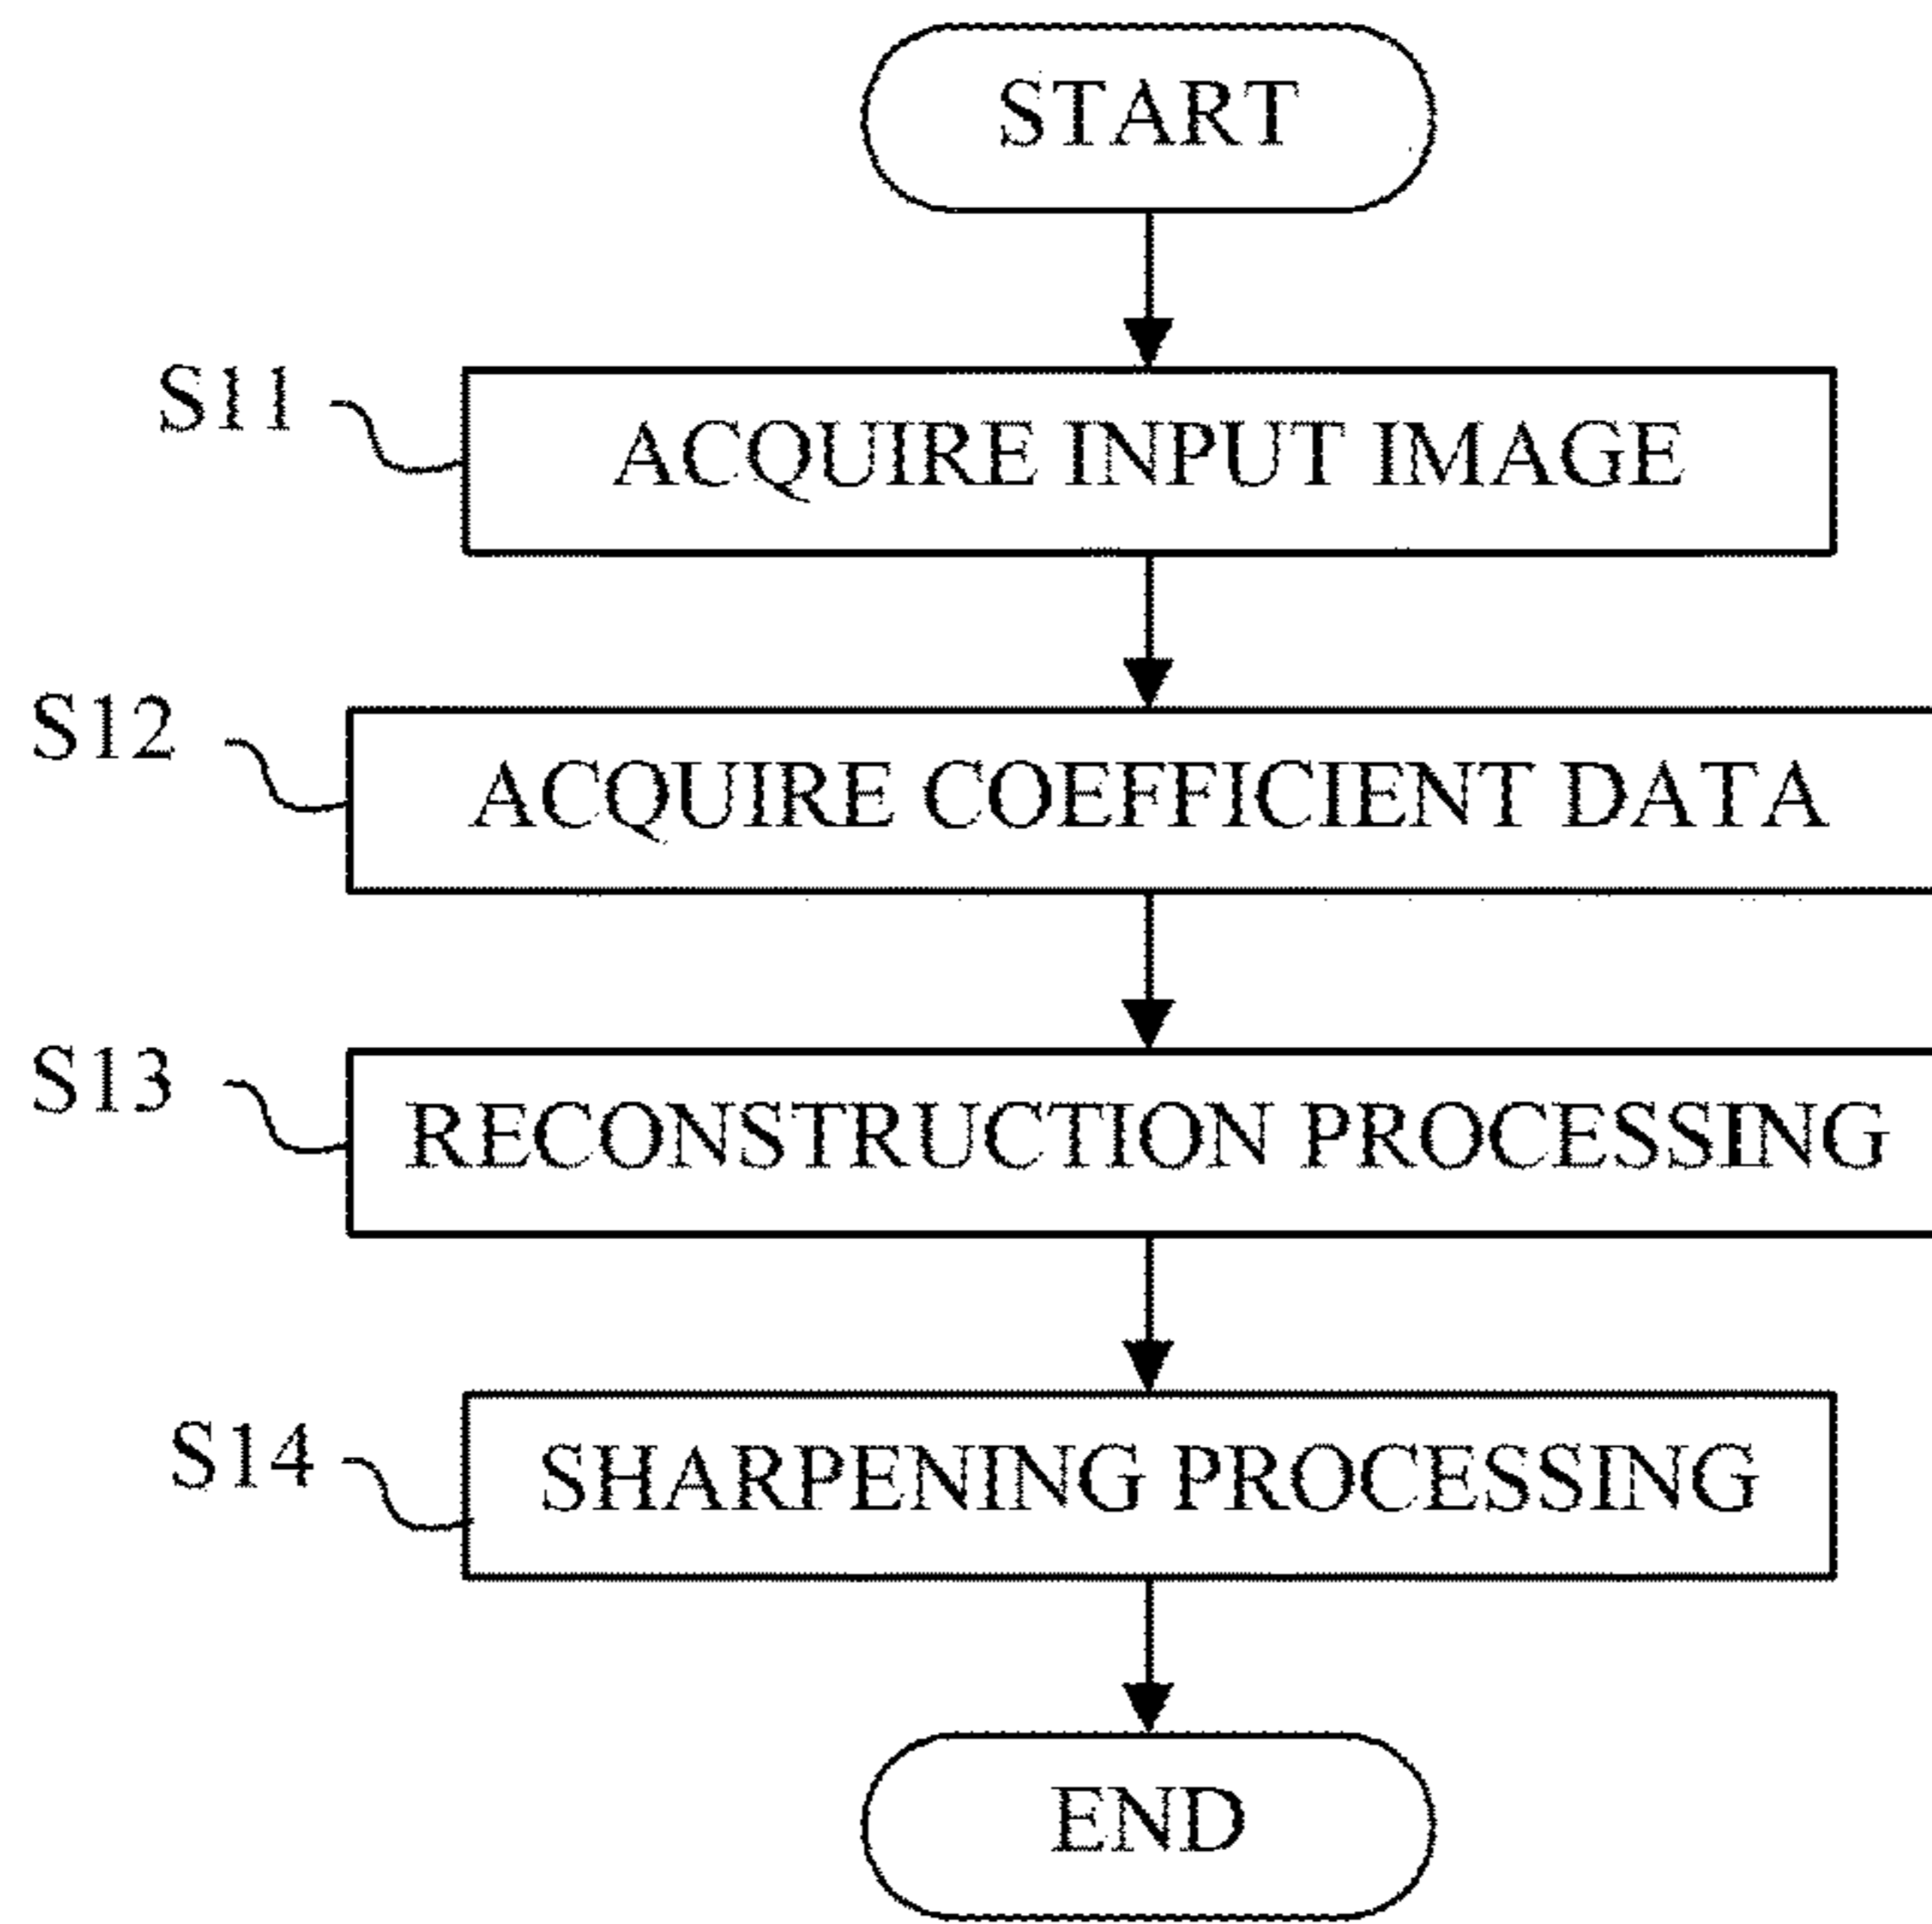 START
S11
ACQUIRE INPUT IMAGE
S12
ACQUIRE COEFFICIENT DATA
S13
RECONSTRUCTION PROCESSING
S14
SHARPENING PROCESSING
END